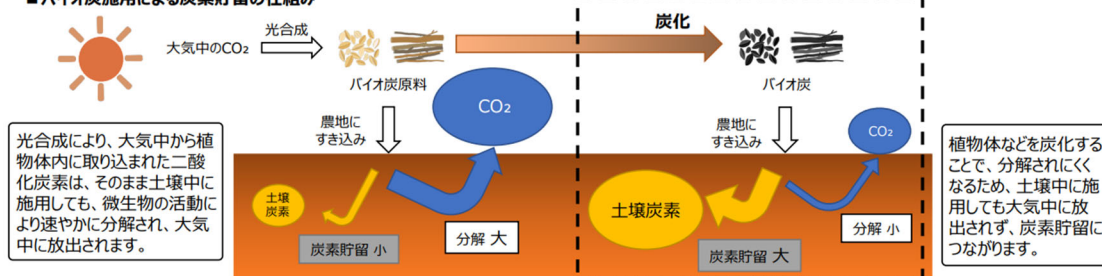 ■バイオ炭施用による炭素貯留の仕組み
光合成
大気中のCO₂
炭化
バイオ炭原料
バイオ炭
CO₂
農地に
すき込み
農地に
すき込み
CO₂
光合成により、大気中から植
物体内に取り込まれた二酸
化炭素は、そのまま土壌中に
施用しても、微生物の活動に
より速やかに分解され、大気
中に放出されます。
土壌
炭素
炭素貯留 小
分解 大
土壌炭素
炭素貯留 大
分解 小
植物体などを炭化する
ことで、分解されにくく
なるため、土壌中に施
用しても大気中に放
出されず、炭素貯留に
つながります。